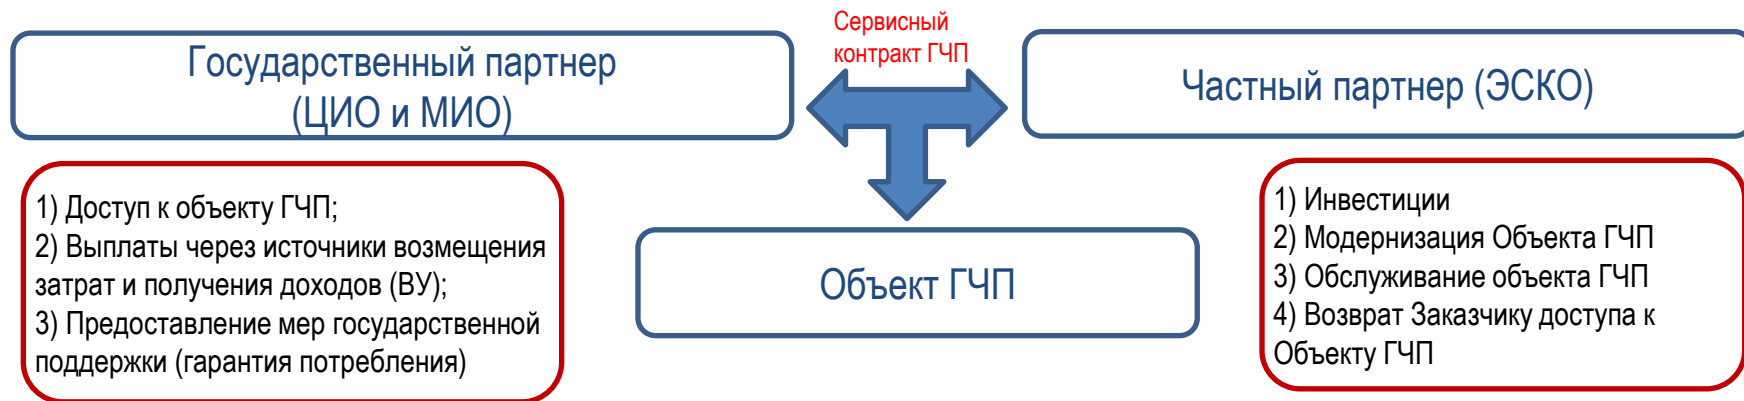 Сервисный
контракт ГЧП
Государственный партнер
(ЦИО и МИО)
Частный партнер (ЭСКО)
1) Доступ к объекту ГЧП;
2) Выплаты через источники возмещения
затрат и получения доходов (ВУ);
3) Предоставление мер государственной
поддержки (гарантия потребления)
Объект ГЧП
1) Инвестиции
2) Модернизация Объекта ГЧП
3) Обслуживание объекта ГЧП
4) Возврат Заказчику доступа к
Объекту ГЧП